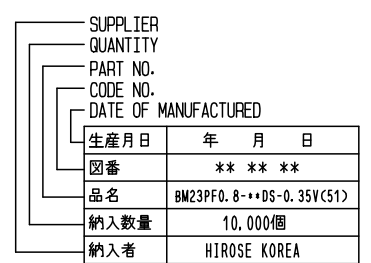 SUPPLIER
QUANTITY
PART NO.
CODE NO.
DATE OF MANUFACTURED
生産月日 年 月 日
図番 ** ** **
品名 BM23PF0.8-**DS-0.35V(51)
納入数量 10,000個
納入者 HIROSE KOREA